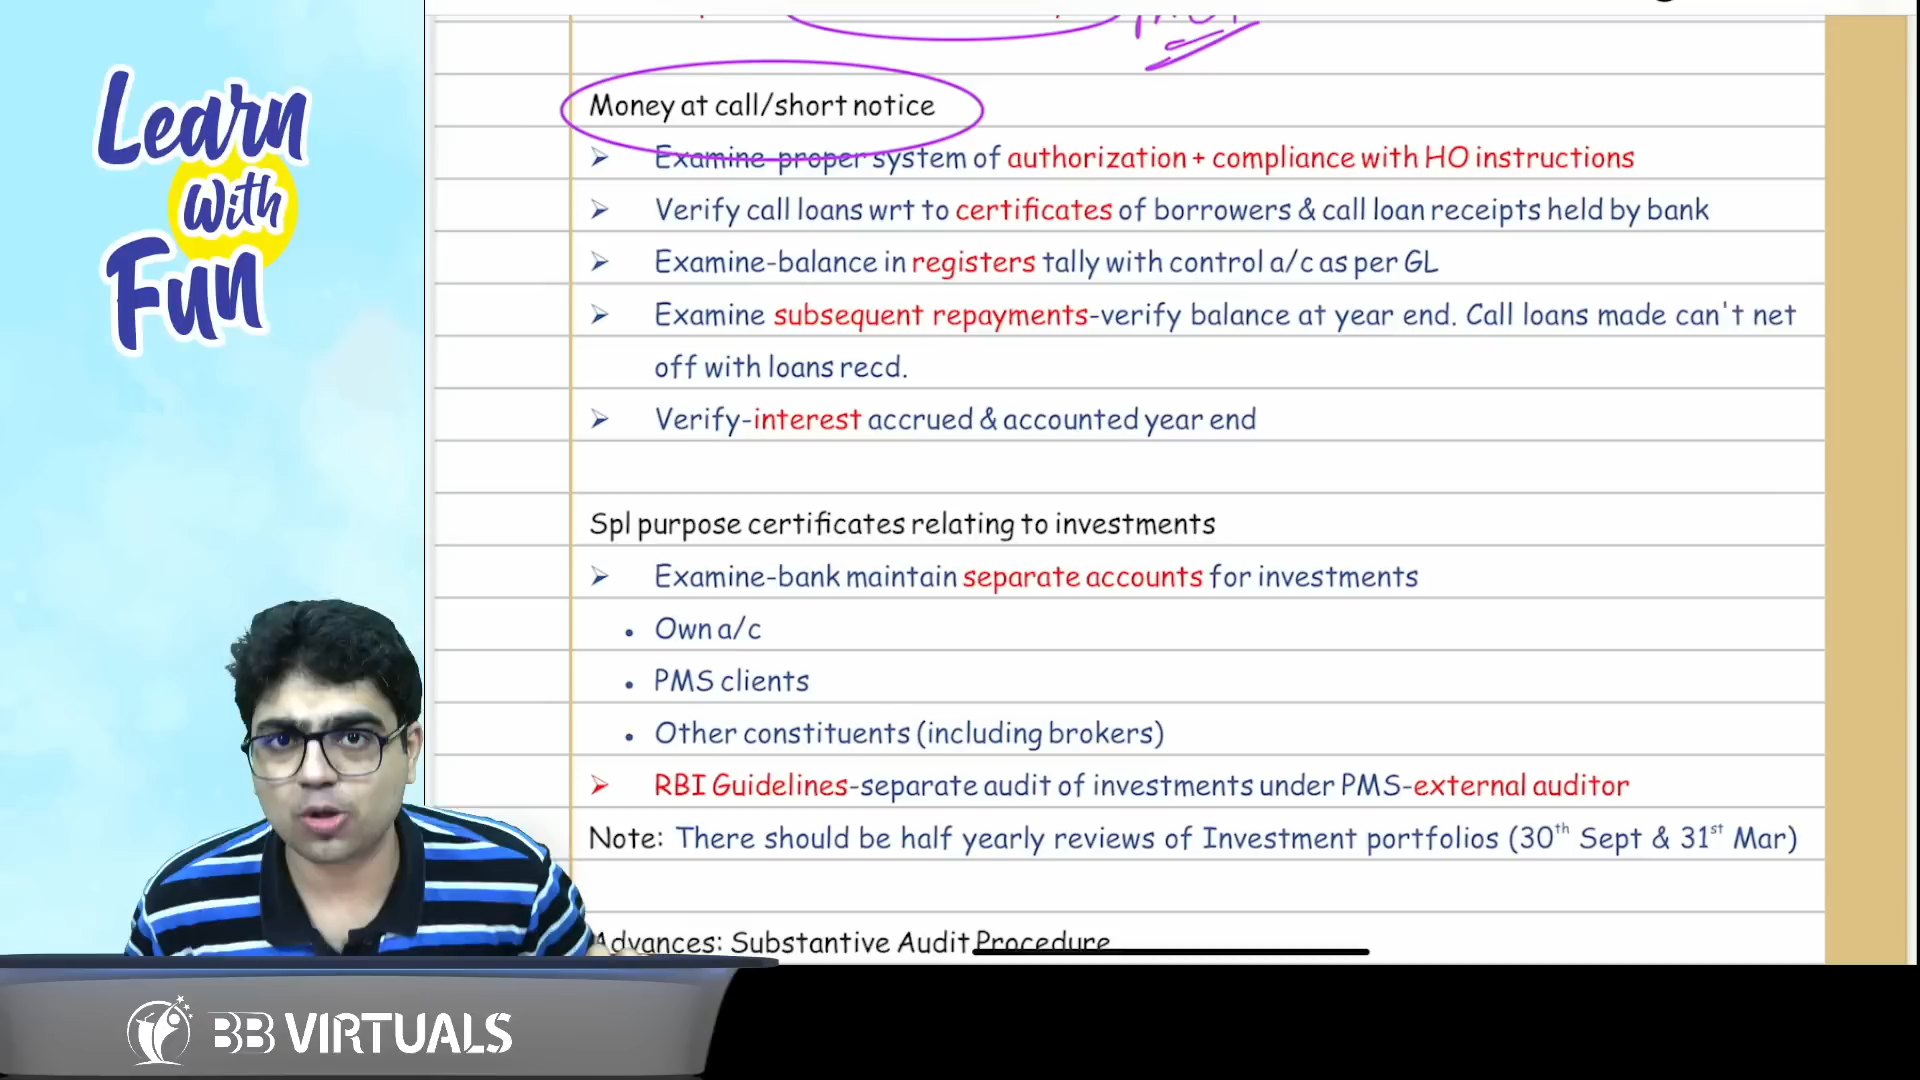 Learn
With
Fun
Money at call/short notice
➢ Examine-proper system of authorization + compliance with HO instructions
➢ Verify call loans wrt to certificates of borrowers & call loan receipts held by bank
➢ Examine-balance in registers tally with control a/c as per GL
➢ Examine subsequent repayments-verify balance at year end. Call loans made can't net
off with loans recd.
➢ Verify-interest accrued & accounted year end
Spl purpose certificates relating to investments
➢ Examine-bank maintain separate accounts for investments
• Own a/c
• PMS clients
• Other constituents (including brokers)
➢ RBI Guidelines-separate audit of investments under PMS-external auditor
Note: There should be half yearly reviews of Investment portfolios (30th Sept & 31st Mar)
Advances: Substantive Audit Procedure
BB VIRTUALS